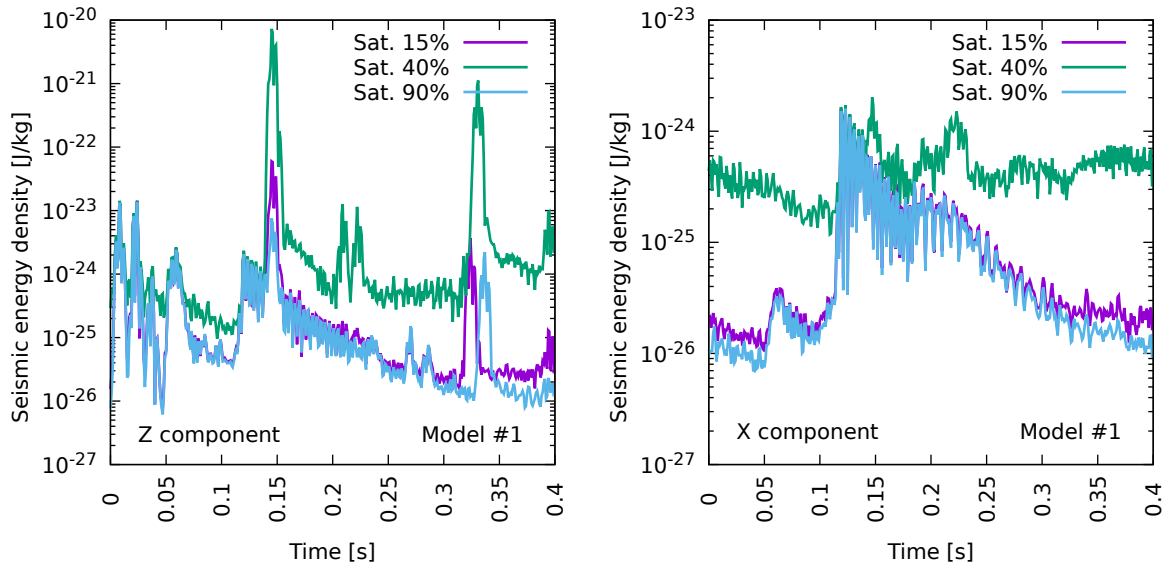 Seismic energy density [J/kg]
10-20
10-21
10-22
10-23
10-24
10-25
10-26
10-27
Sat. 15%
Sat. 40%
Sat. 90%
Z component
Model #1
0
0.05
0.1
0.15
0.2
0.25
0.3
0.35
0.4
Time [s]
Seismic energy density [J/kg]
10-23
10-24
10-25
10-26
10-27
Sat. 15%
Sat. 40%
Sat. 90%
X component
Model #1
0
0.05
0.1
0.15
0.2
0.25
0.3
0.35
0.4
Time [s]